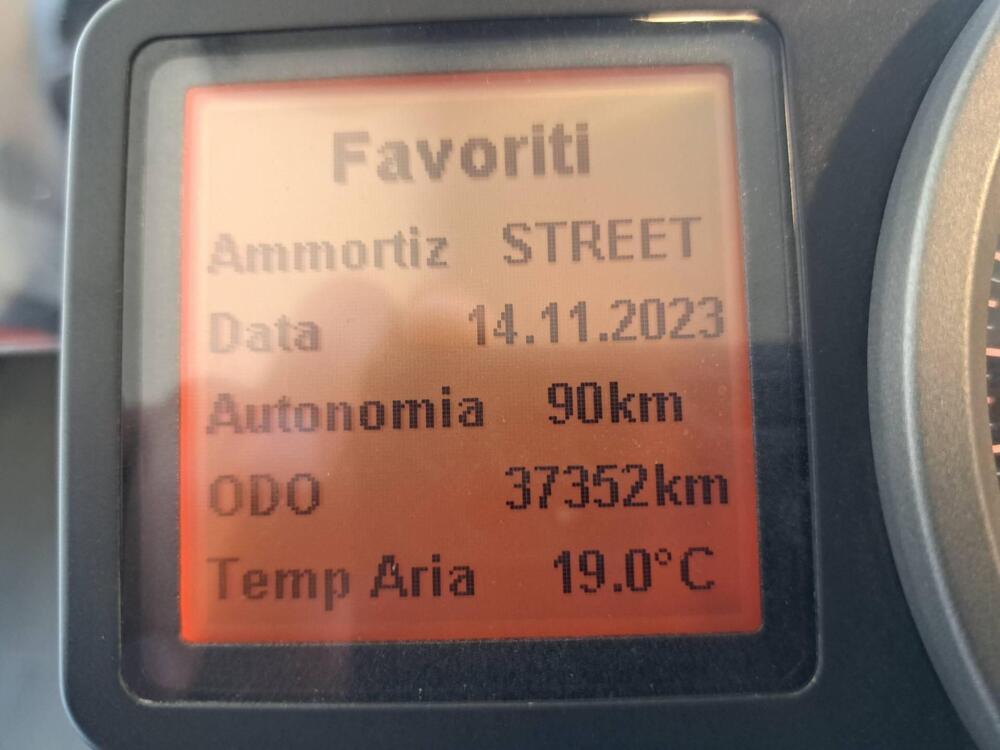 Favoriti
Ammortiz STREET
Data 14.11.2023
Autonomia 90km
ODO 37352km
Temp Aria 19.0°C